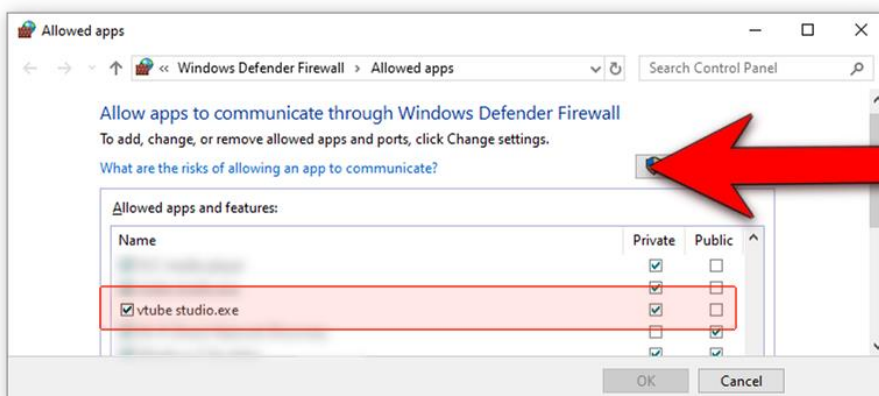 Allowed apps
« Windows Defender Firewall › Allowed apps
Search Control Panel
Allow apps to communicate through Windows Defender Firewall
To add, change, or remove allowed apps and ports, click Change settings.
What are the risks of allowing an app to communicate?
Allowed apps and features:
Name Private Public
vtube studio.exe
OK Cancel